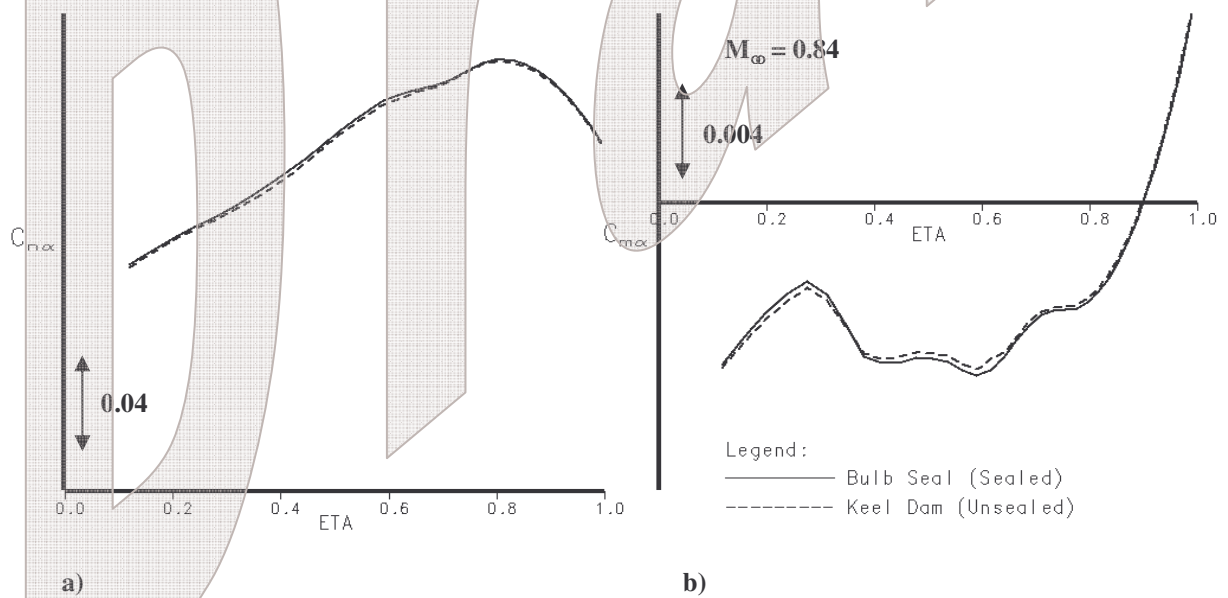 Draft
M∞ = 0.84
0.004
Cnα
0.04
0.0 0.2 0.4 0.6 0.8 1.0
ETA
Cmα
0.0 0.2 0.4 0.6 0.8 1.0
ETA
Legend:
Bulb Seal (Sealed)
Keel Dam (Unsealed)
a)
b)